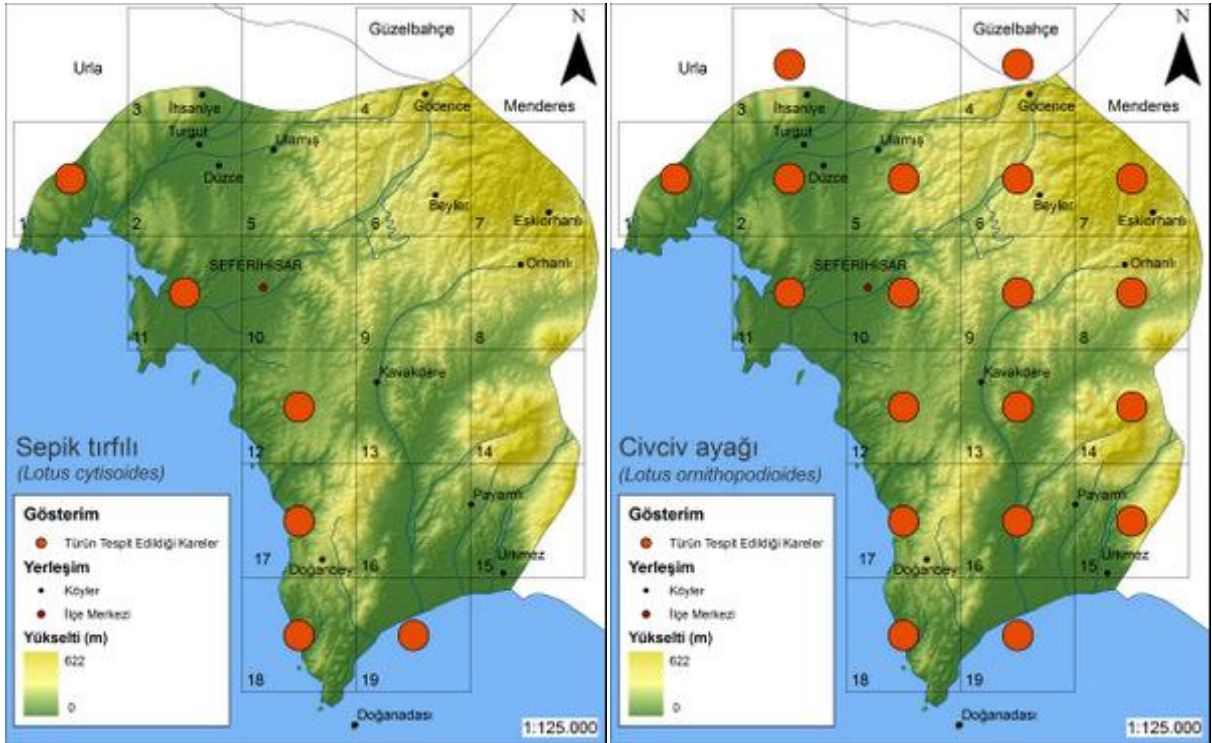 N
Güzelbahçe
Urla
3
4
İhsaniye
Gödence
Menderes
Turgut
Ulamış
Düzce
Beyler
Eskiorhanlı
1
2
5
6
7
Orhanlı
SEFERİHİSAR
11
10
9
8
Kavakdere
Sepik tırfılı
(Lotus cytisoides)
12
13
14
Payamlı
Gösterim
Türün Tespit Edildiği Kareler
Yerleşim
Köyler
İlçe Merkezi
Yükselti (m)
622
0
Doğanbey
Ürkmez
17
16
15
18
19
Doğanadası
1:125.000
N
Güzelbahçe
Urla
3
4
İhsaniye
Gödence
Menderes
Turgut
Ulamış
Düzce
Beyler
Eskiorhanlı
1
2
5
6
7
Orhanlı
SEFERİHİSAR
11
10
9
8
Kavakdere
Civciv ayağı
(Lotus ornithopodioides)
12
13
14
Payamlı
Gösterim
Türün Tespit Edildiği Kareler
Yerleşim
Köyler
İlçe Merkezi
Yükselti (m)
622
0
Doğanbey
Ürkmez
17
16
15
18
19
Doğanadası
1:125.000